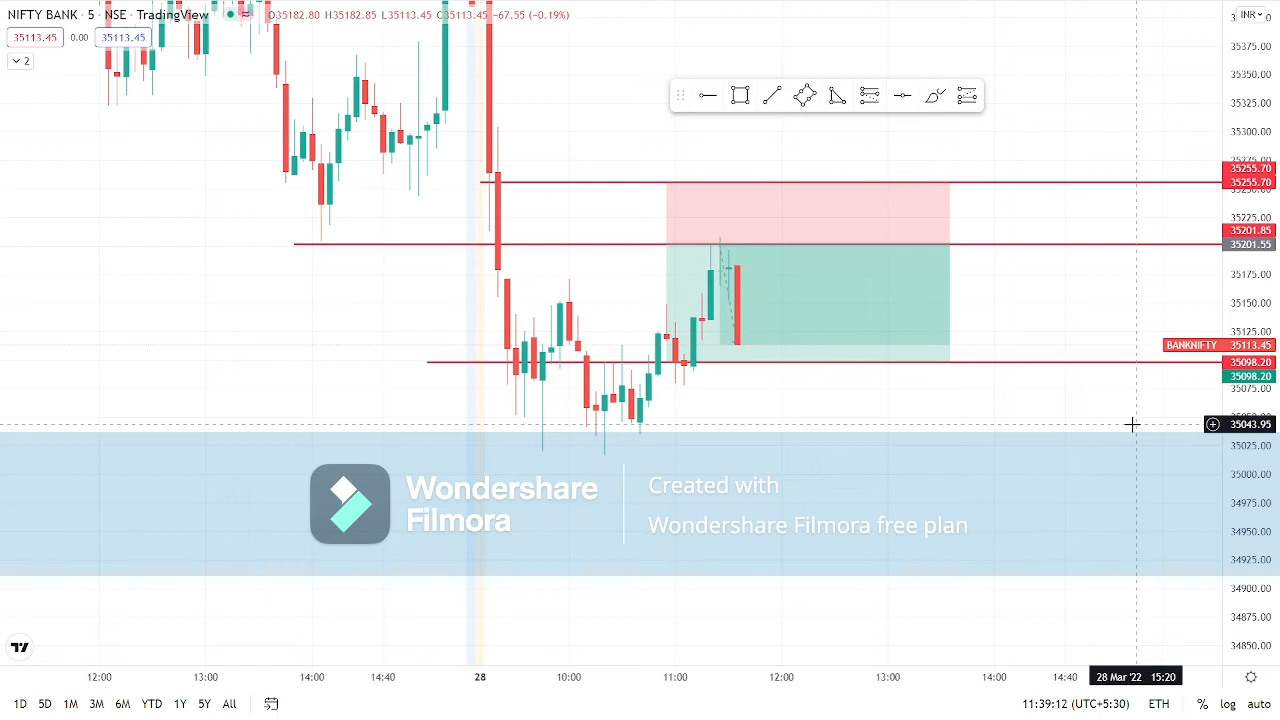 NIFTY BANK · 5 · NSE · TradingView
O35182.80 H35182.85 L35113.45 C35113.45 −67.55 (−0.19%)
35113.45 0.00 35113.45
2
INR
35375.00
35350.00
35325.00
35300.00
35275.00
35255.70
35255.70
35250.00
35225.00
35201.85
35201.55
35175.00
35150.00
35125.00
BANKNIFTY 35113.45
35098.20
35098.20
35075.00
35043.95
35025.00
35000.00
34975.00
34950.00
34925.00
34900.00
34875.00
34850.00
Wondershare
Filmora
Created with
Wondershare Filmora free plan
12:00 13:00 14:00 14:40 28 10:00 11:00 12:00 13:00 14:00 14:40 28 Mar '22 15:20
1D 5D 1M 3M 6M YTD 1Y 5Y All 11:39:12 (UTC+5:30) ETH % log auto